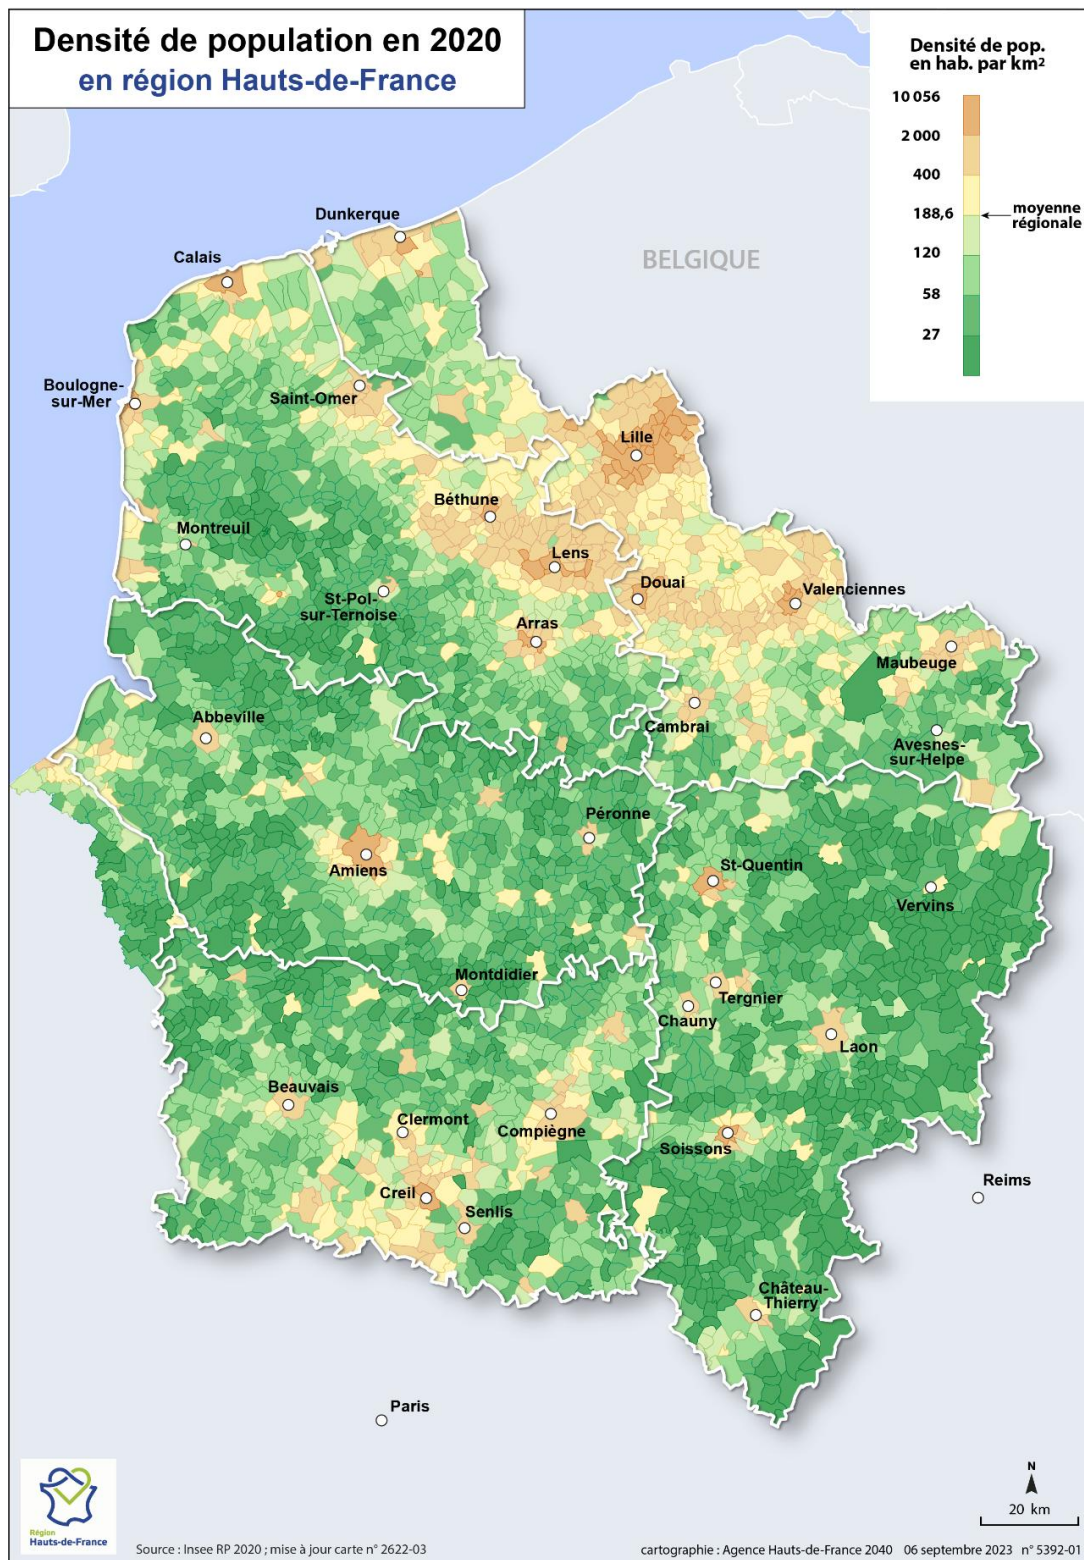 Densité de population en 2020
en région Hauts-de-France
Densité de pop.
en hab. par km²
10 056
2 000
400
188,6
moyenne
régionale
120
58
27
BELGIQUE
Dunkerque
Calais
Boulogne-
sur-Mer
Saint-Omer
Lille
Béthune
Montreuil
Lens
Douai
Valenciennes
St-Pol-
sur-Ternoise
Arras
Maubeuge
Cambrai
Abbeville
Avesnes-
sur-Helpe
Péronne
Amiens
St-Quentin
Vervins
Montdidier
Tergnier
Chauny
Laon
Beauvais
Clermont
Compiègne
Soissons
Creil
Senlis
Reims
Château-
Thierry
Paris
N
20 km
Région
Hauts-de-France
Source : Insee RP 2020 ; mise à jour carte n° 2622-03
cartographie : Agence Hauts-de-France 2040 06 septembre 2023 n° 5392-01